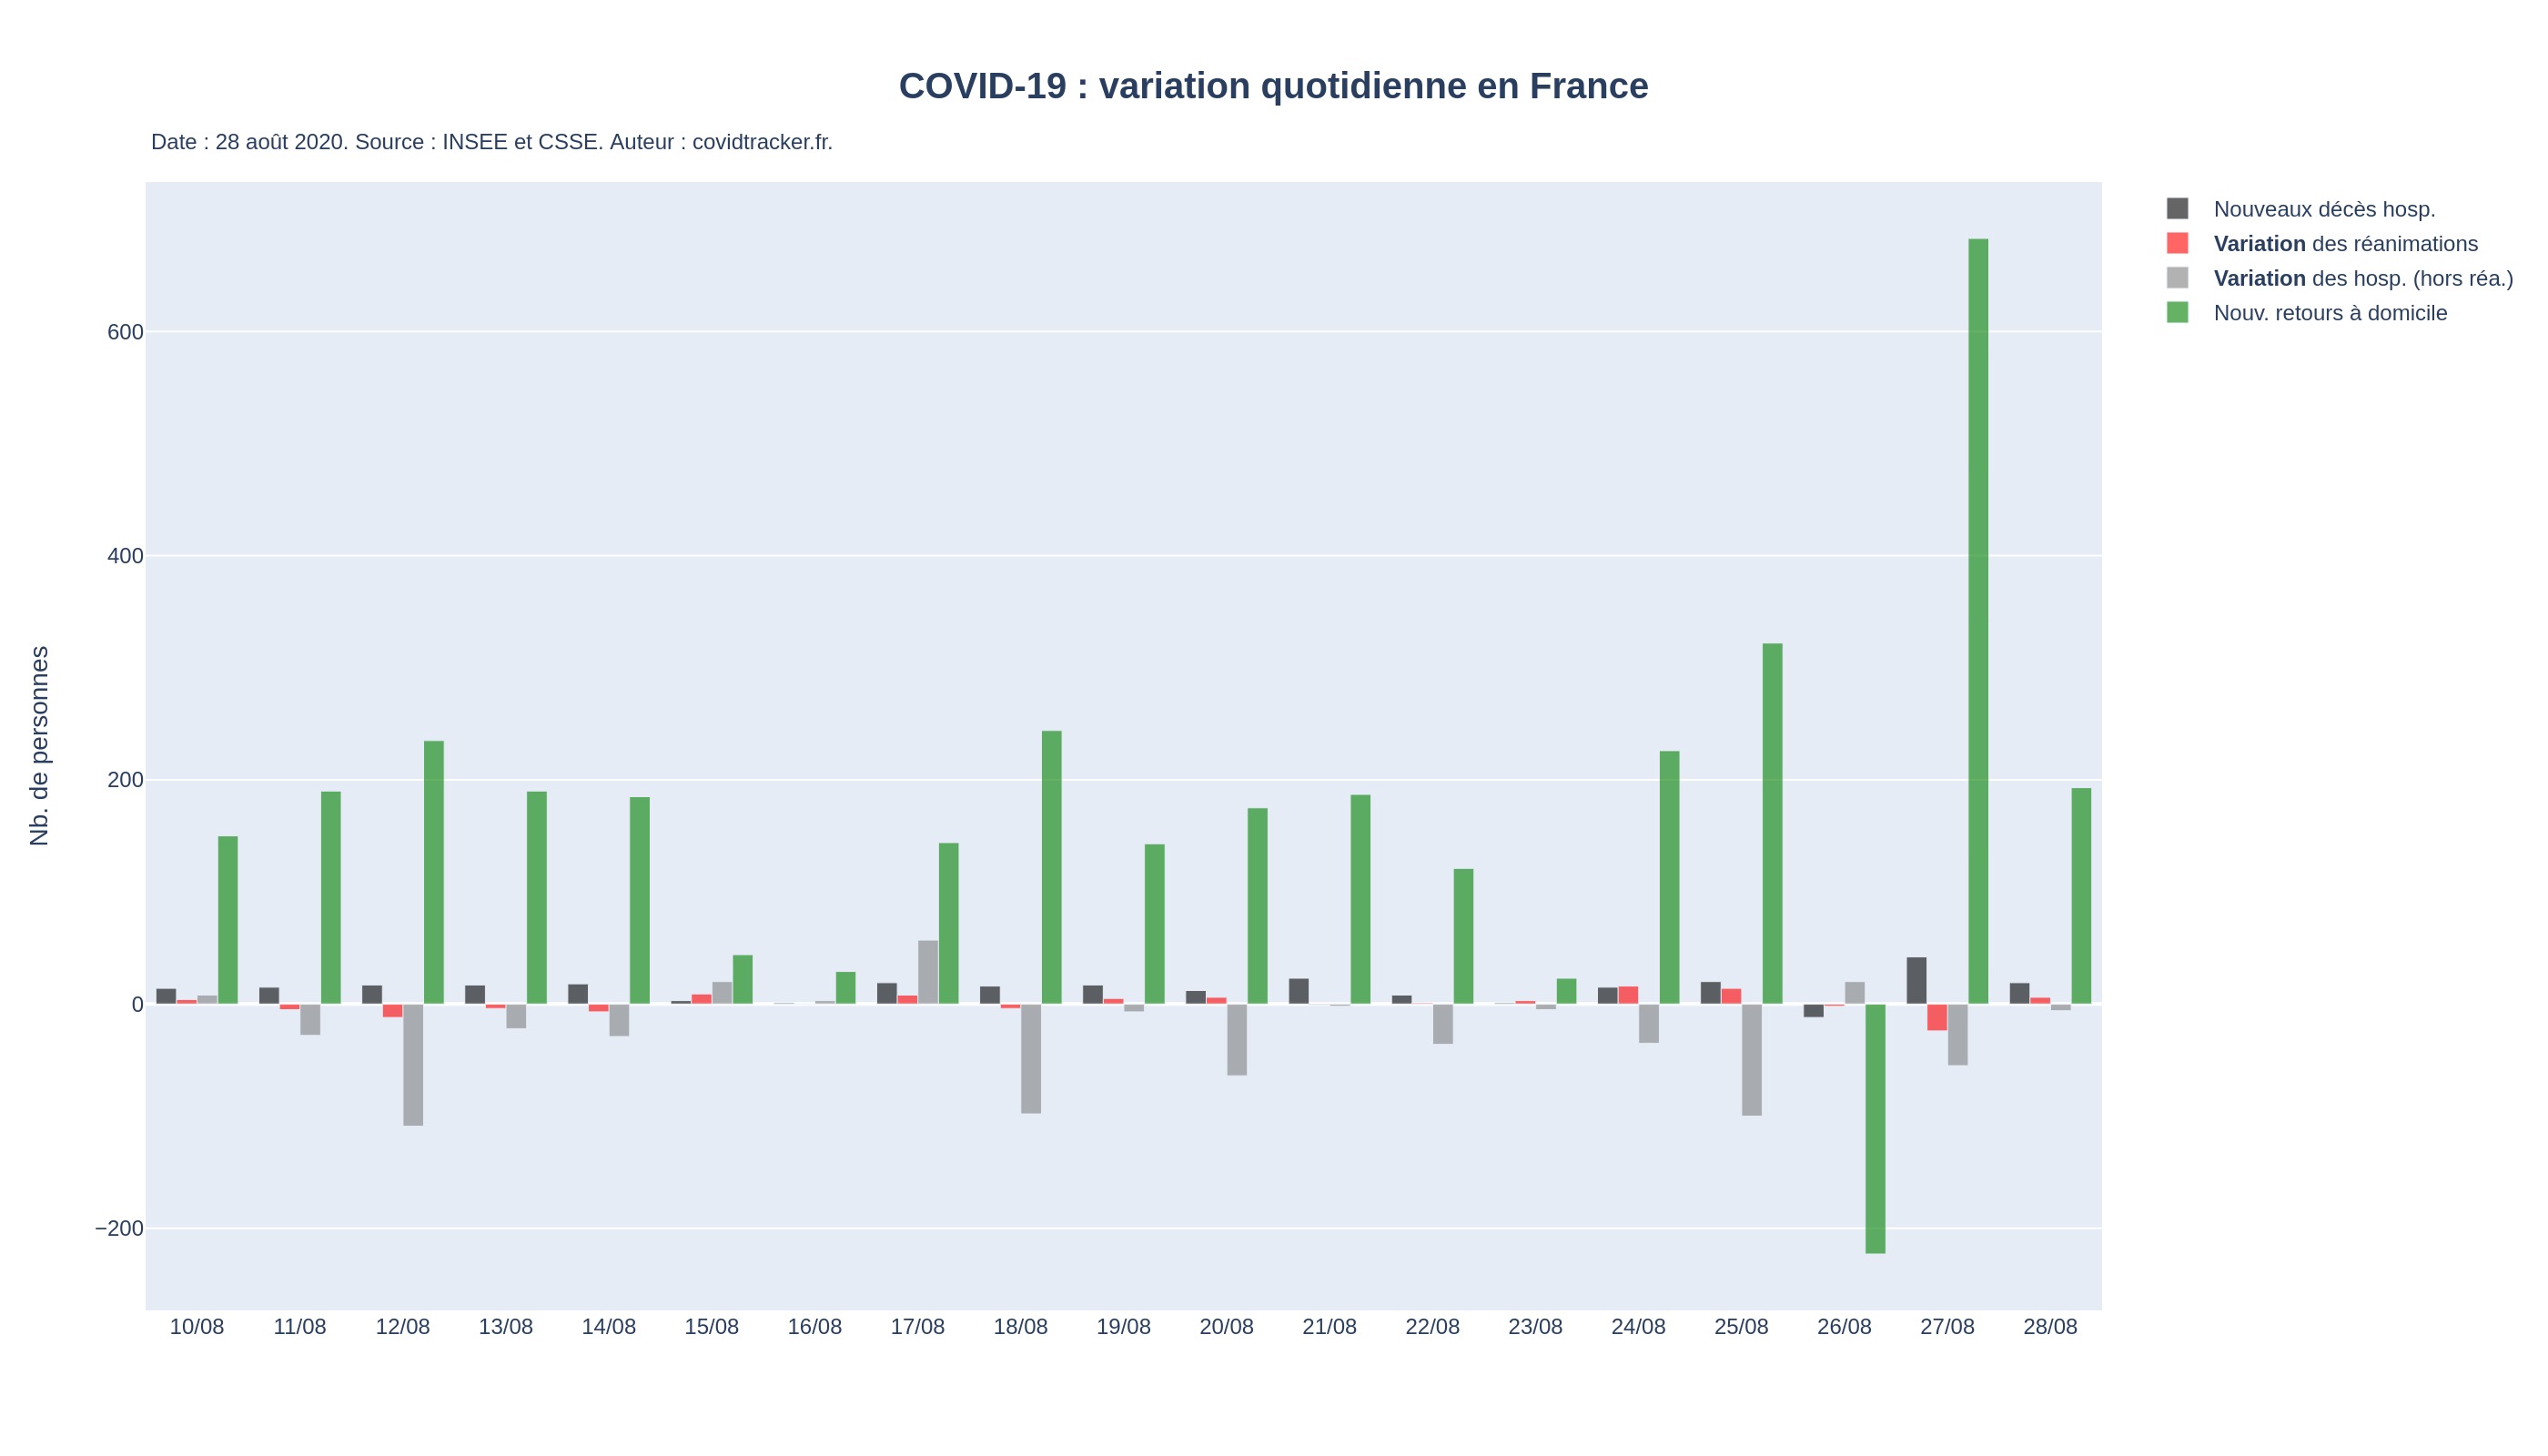 COVID-19 : variation quotidienne en France
Date : 28 août 2020. Source : INSEE et CSSE. Auteur : covidtracker.fr.
Nouveaux décès hosp.
Variation des réanimations
Variation des hosp. (hors réa.)
Nouv. retours à domicile
Nb. de personnes
600
400
200
0
−200
10/08 11/08 12/08 13/08 14/08 15/08 16/08 17/08 18/08 19/08 20/08 21/08 22/08 23/08 24/08 25/08 26/08 27/08 28/08